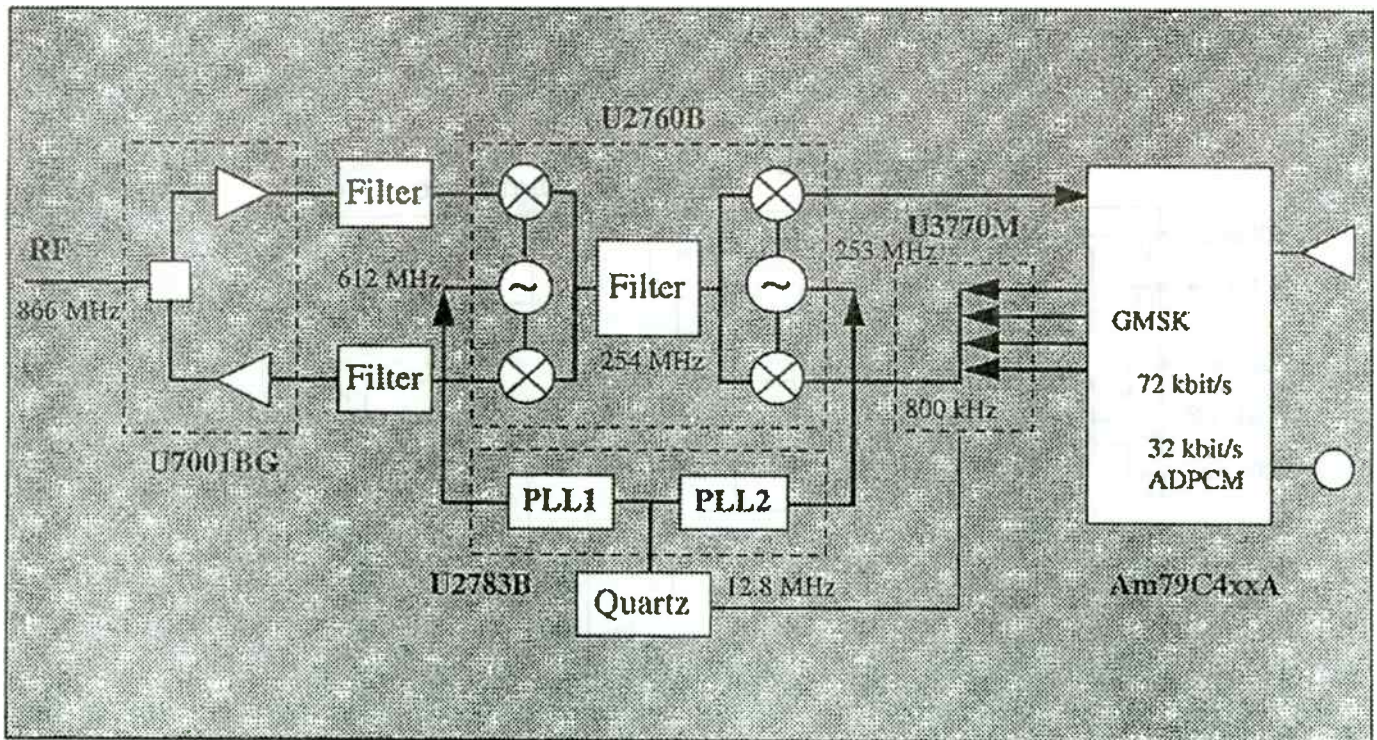 U2760B
Filter
U3770M
RF
253 MHz
612 MHz
Filter
866 MHz
GMSK
254 MHz
Filter
72 kbit/s
800 kHz
U7001BG
32 kbit/s
ADPCM
PLL1
PLL2
U2783B
12.8 MHz
Am79C4xxA
Quartz